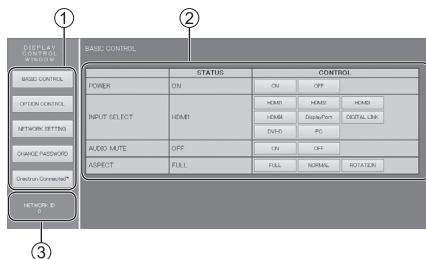 ① ②
DISPLAY
CONTROL
WINDOW
BASIC CONTROL
BASIC CONTROL
OPTION CONTROL
NETWORK SETTING
CHANGE PASSWORD
Crestron Connected™
NETWORK ID
0
STATUS CONTROL
POWER ON ON OFF
INPUT SELECT HDMI1 HDMI1 HDMI2 HDMI3
HDMI4 DisplayPort DIGITAL LINK
DVI-D PC
AUDIO MUTE OFF ON OFF
ASPECT FULL FULL NORMAL ROTATION
③